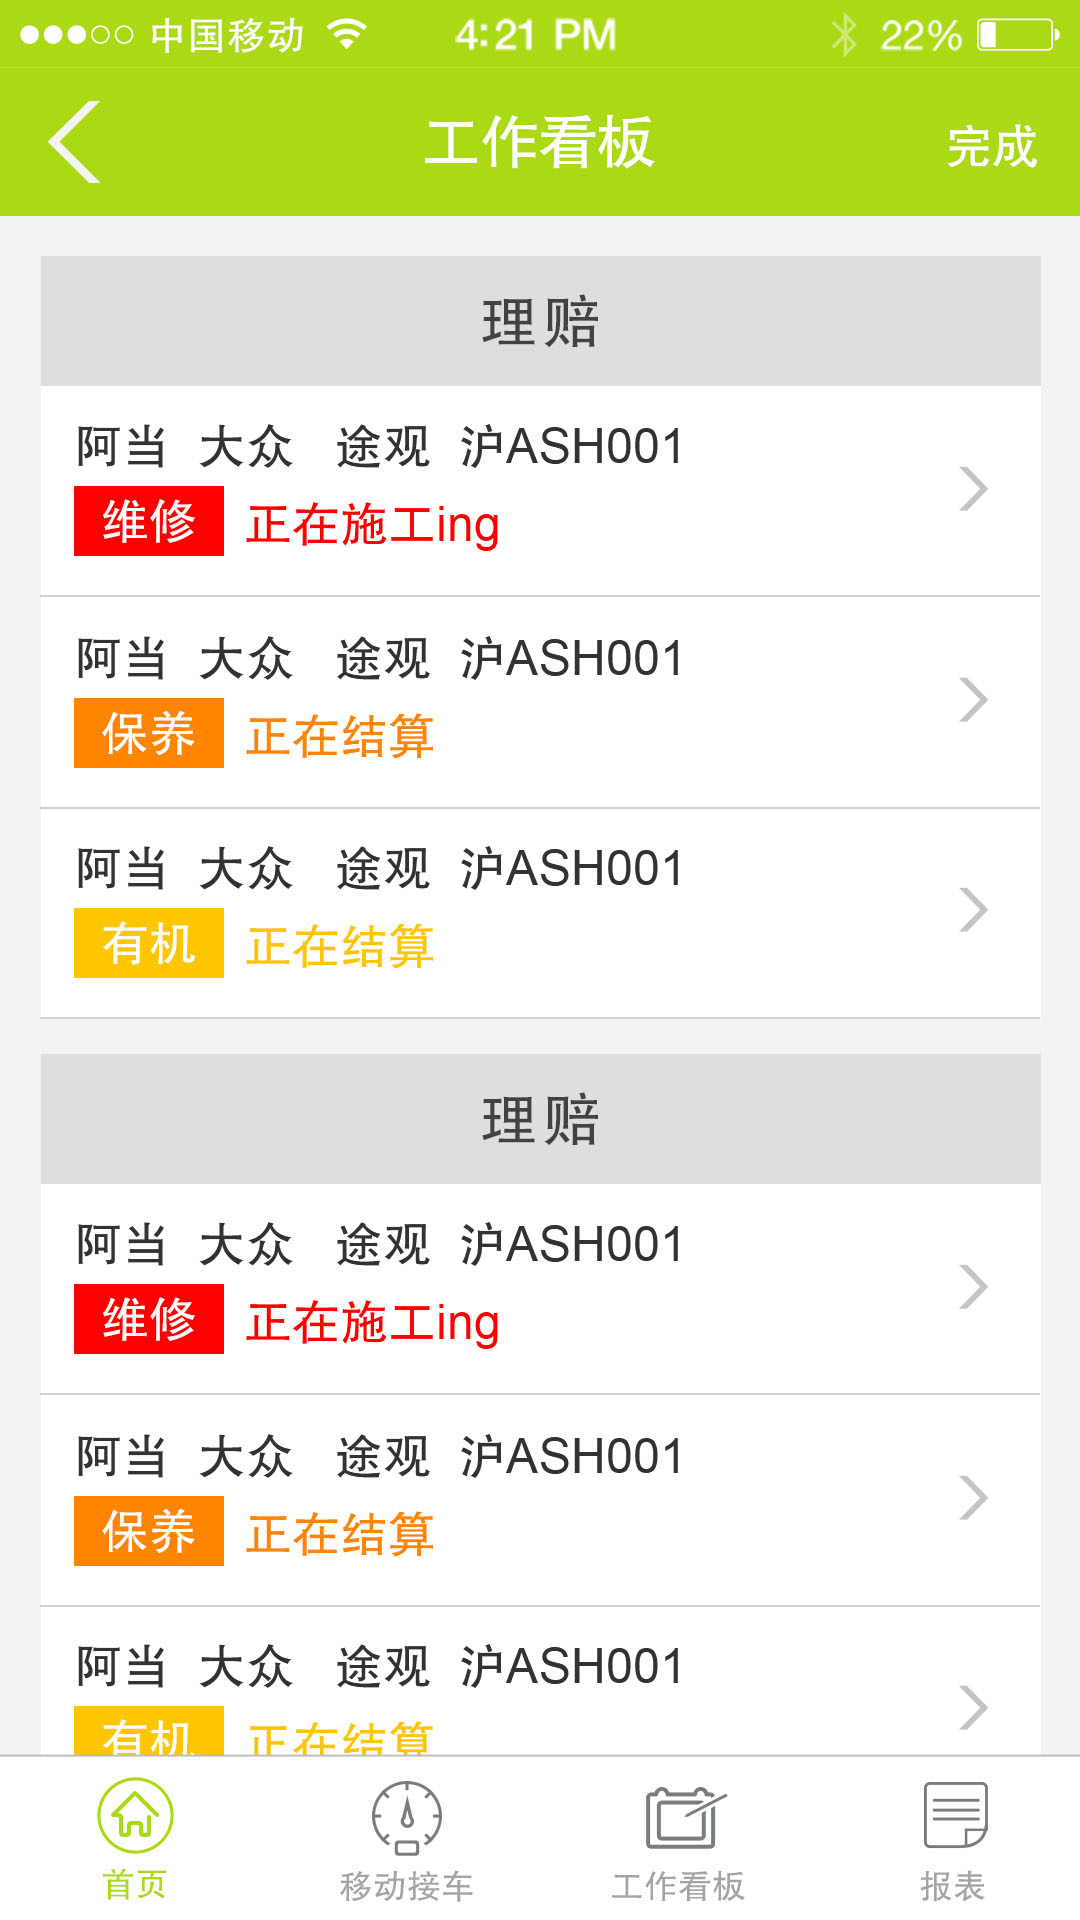 中国移动 4:21 PM 22%
工作看板 完成
理赔
阿当 大众 途观 沪ASH001
维修 正在施工ing
阿当 大众 途观 沪ASH001
保养 正在结算
阿当 大众 途观 沪ASH001
有机 正在结算
理赔
阿当 大众 途观 沪ASH001
维修 正在施工ing
阿当 大众 途观 沪ASH001
保养 正在结算
阿当 大众 途观 沪ASH001
有机 正在结算
首页 移动接车 工作看板 报表